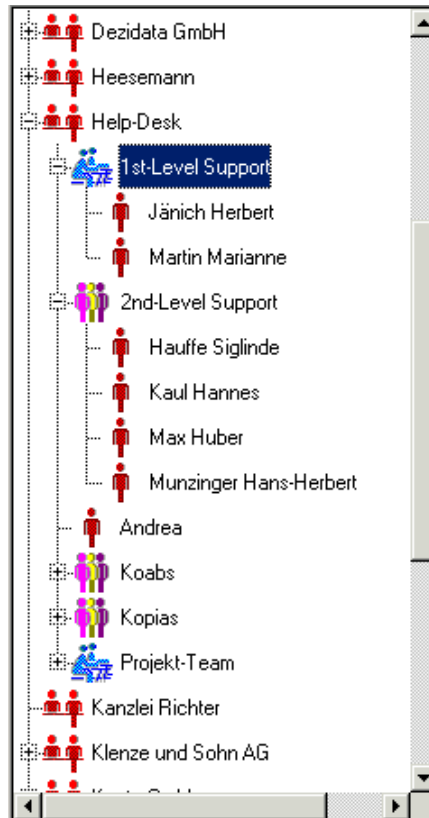 Dezidata GmbH
Heesemann
Help-Desk
1st-Level Support
Jänich Herbert
Martin Marianne
2nd-Level Support
Hauffe Siglinde
Kaul Hannes
Max Huber
Munzinger Hans-Herbert
Andrea
Koabs
Kopias
Projekt-Team
Kanzlei Richter
Klenze und Sohn AG